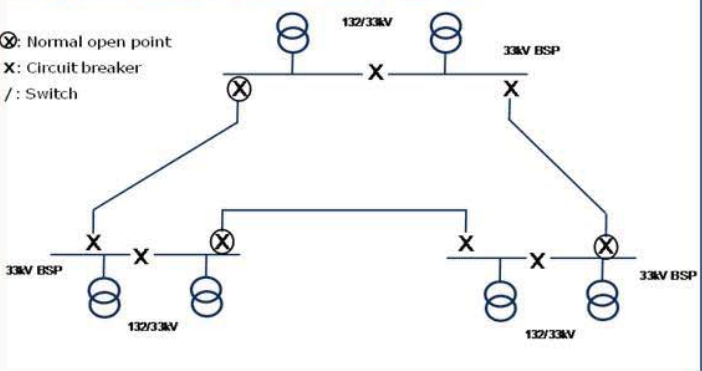 132/33kV
Ⓧ: Normal open point
33kV BSP
X: Circuit breaker
/: Switch
33kV BSP
33kV BSP
132/33kV
132/33kV